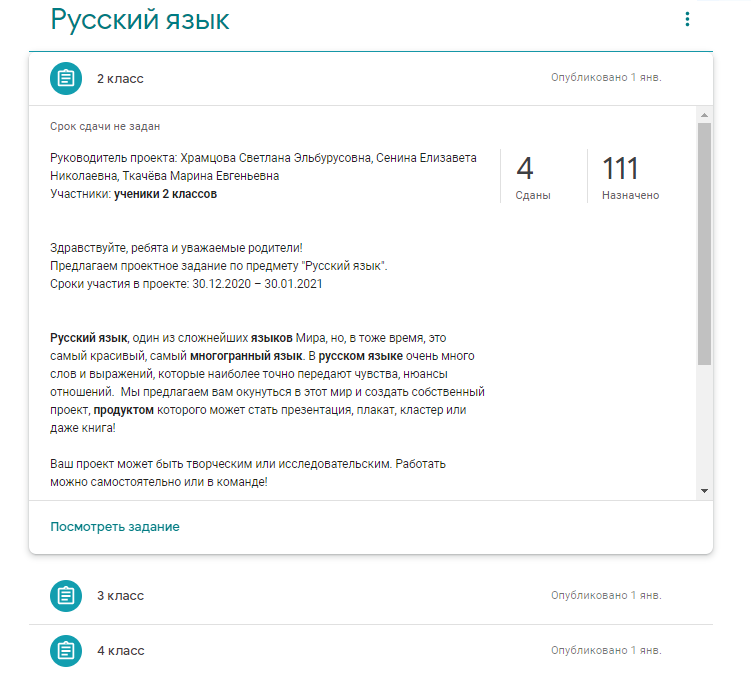 Русский язык
2 класс
Опубликовано 1 янв.
Срок сдачи не задан
Руководитель проекта: Храмцова Светлана Эльбурусовна, Сенина Елизавета
Николаевна, Ткачёва Марина Евгеньевна
Участники: ученики 2 классов
4
Сданы
111
Назначено
Здравствуйте, ребята и уважаемые родители!
Предлагаем проектное задание по предмету "Русский язык".
Сроки участия в проекте: 30.12.2020 – 30.01.2021
Русский язык, один из сложнейших языков Мира, но, в тоже время, это
самый красивый, самый многогранный язык. В русском языке очень много
слов и выражений, которые наиболее точно передают чувства, нюансы
отношений. Мы предлагаем вам окунуться в этот мир и создать собственный
проект, продуктом которого может стать презентация, плакат, кластер или
даже книга!
Ваш проект может быть творческим или исследовательским. Работать
можно самостоятельно или в команде!
Посмотреть задание
3 класс
Опубликовано 1 янв.
4 класс
Опубликовано 1 янв.